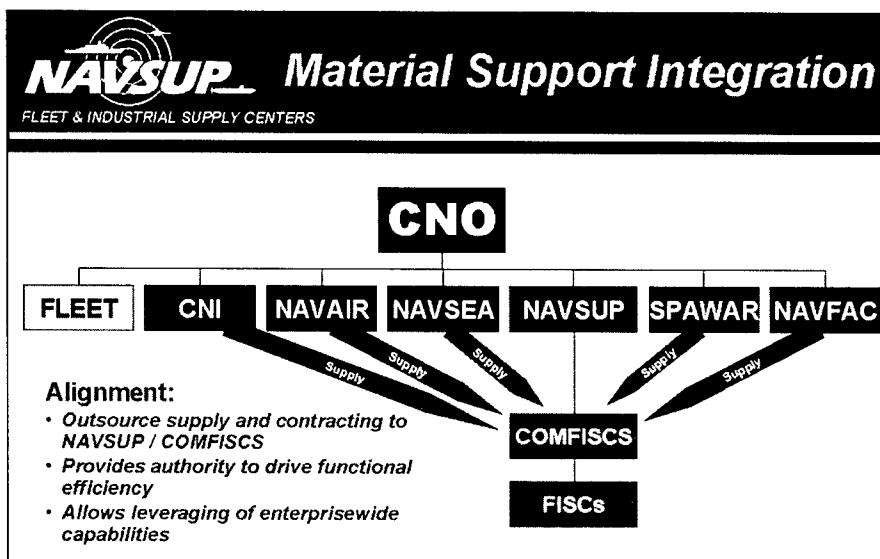 NAVSUP Material Support Integration
FLEET & INDUSTRIAL SUPPLY CENTERS
CNO
FLEET CNI NAVAIR NAVSEA NAVSUP SPAWAR NAVFAC
Supply Supply Supply Supply Supply
Alignment:
• Outsource supply and contracting to
NAVSUP / COMFISCS
• Provides authority to drive functional
efficiency
• Allows leveraging of enterprisewide
capabilities
COMFISCS
FISCs